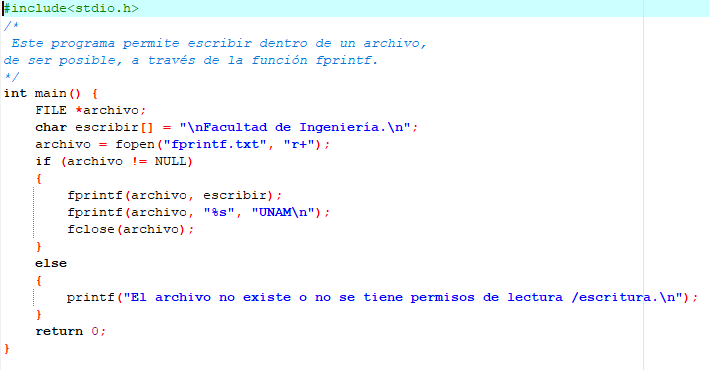 #include<stdio.h>
/*
 Este programa permite escribir dentro de un archivo,
de ser posible, a través de la función fprintf.
*/
int main() {
    FILE *archivo;
    char escribir[] = "\nFacultad de Ingeniería.\n";
    archivo = fopen("fprintf.txt", "r+");
    if (archivo != NULL)
    {
        fprintf(archivo, escribir);
        fprintf(archivo, "%s", "UNAM\n");
        fclose(archivo);
    }
    else
    {
        printf("El archivo no existe o no se tiene permisos de lectura /escritura.\n");
    }
    return 0;
}